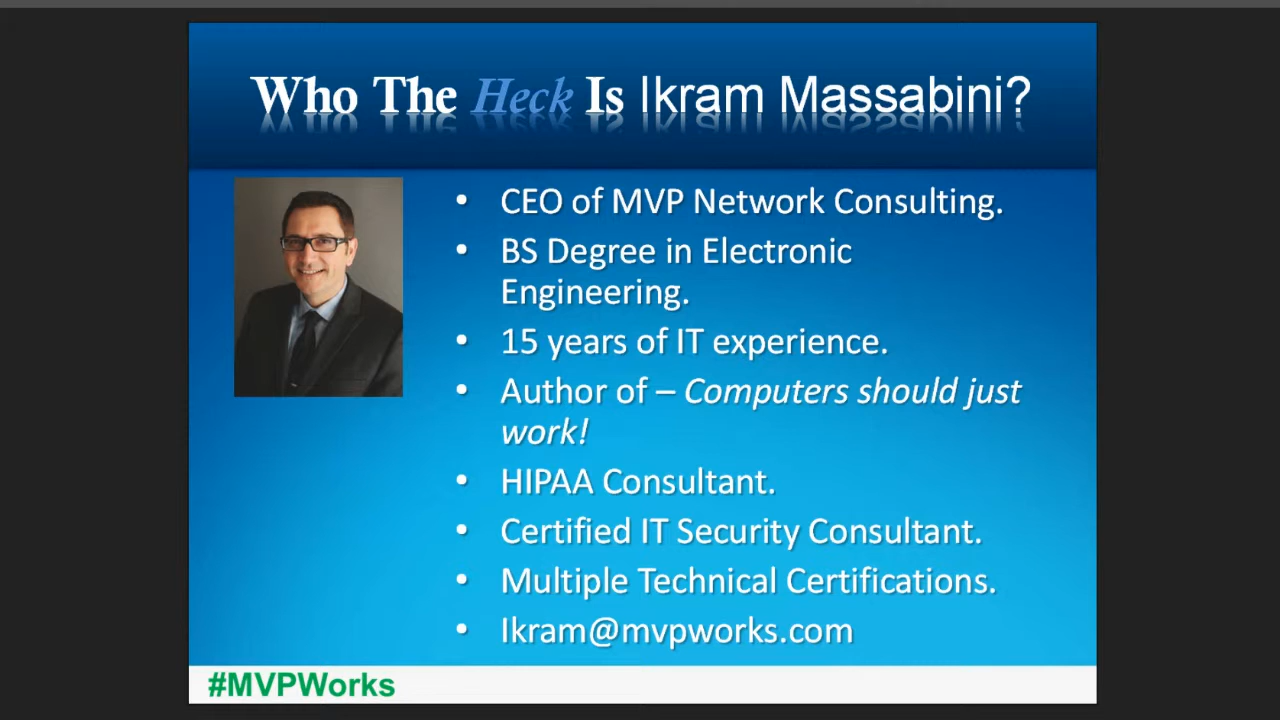 Who The Heck Is Ikram Massabini?
• CEO of MVP Network Consulting.
• BS Degree in Electronic
Engineering.
• 15 years of IT experience.
• Author of – Computers should just
work!
• HIPAA Consultant.
• Certified IT Security Consultant.
• Multiple Technical Certifications.
• Ikram@mvpworks.com
#MVPWorks